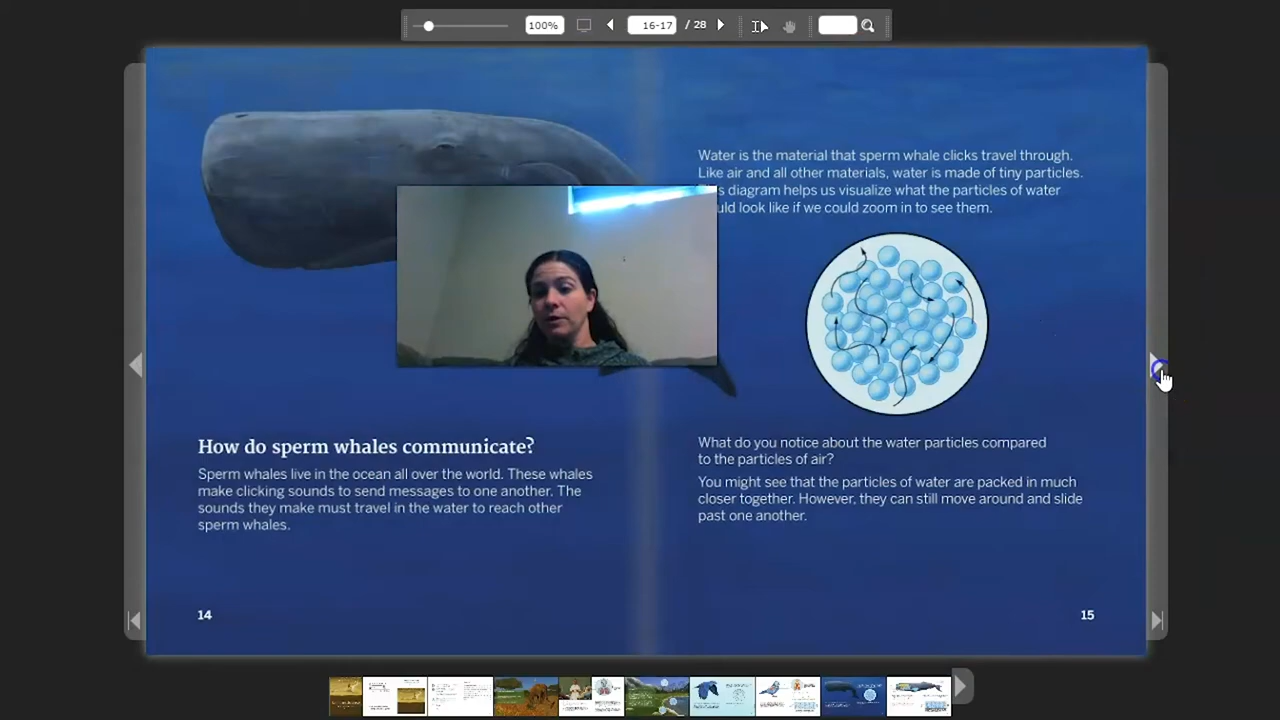 100%
16-17 / 28
Water is the material that sperm whale clicks travel through.
Like air and all other materials, water is made of tiny particles.
diagram helps us visualize what the particles of water
look like if we could zoom in to see them.
How do sperm whales communicate?
Sperm whales live in the ocean all over the world. These whales
make clicking sounds to send messages to one another. The
sounds they make must travel in the water to reach other
sperm whales.
What do you notice about the water particles compared
to the particles of air?
You might see that the particles of water are packed in much
closer together. However, they can still move around and slide
past one another.
14
15